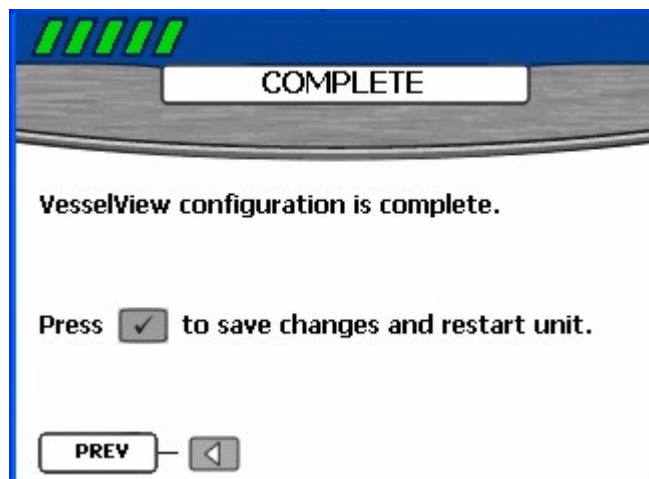 COMPLETE
VesselView configuration is complete.
Press ✓ to save changes and restart unit.
PREV